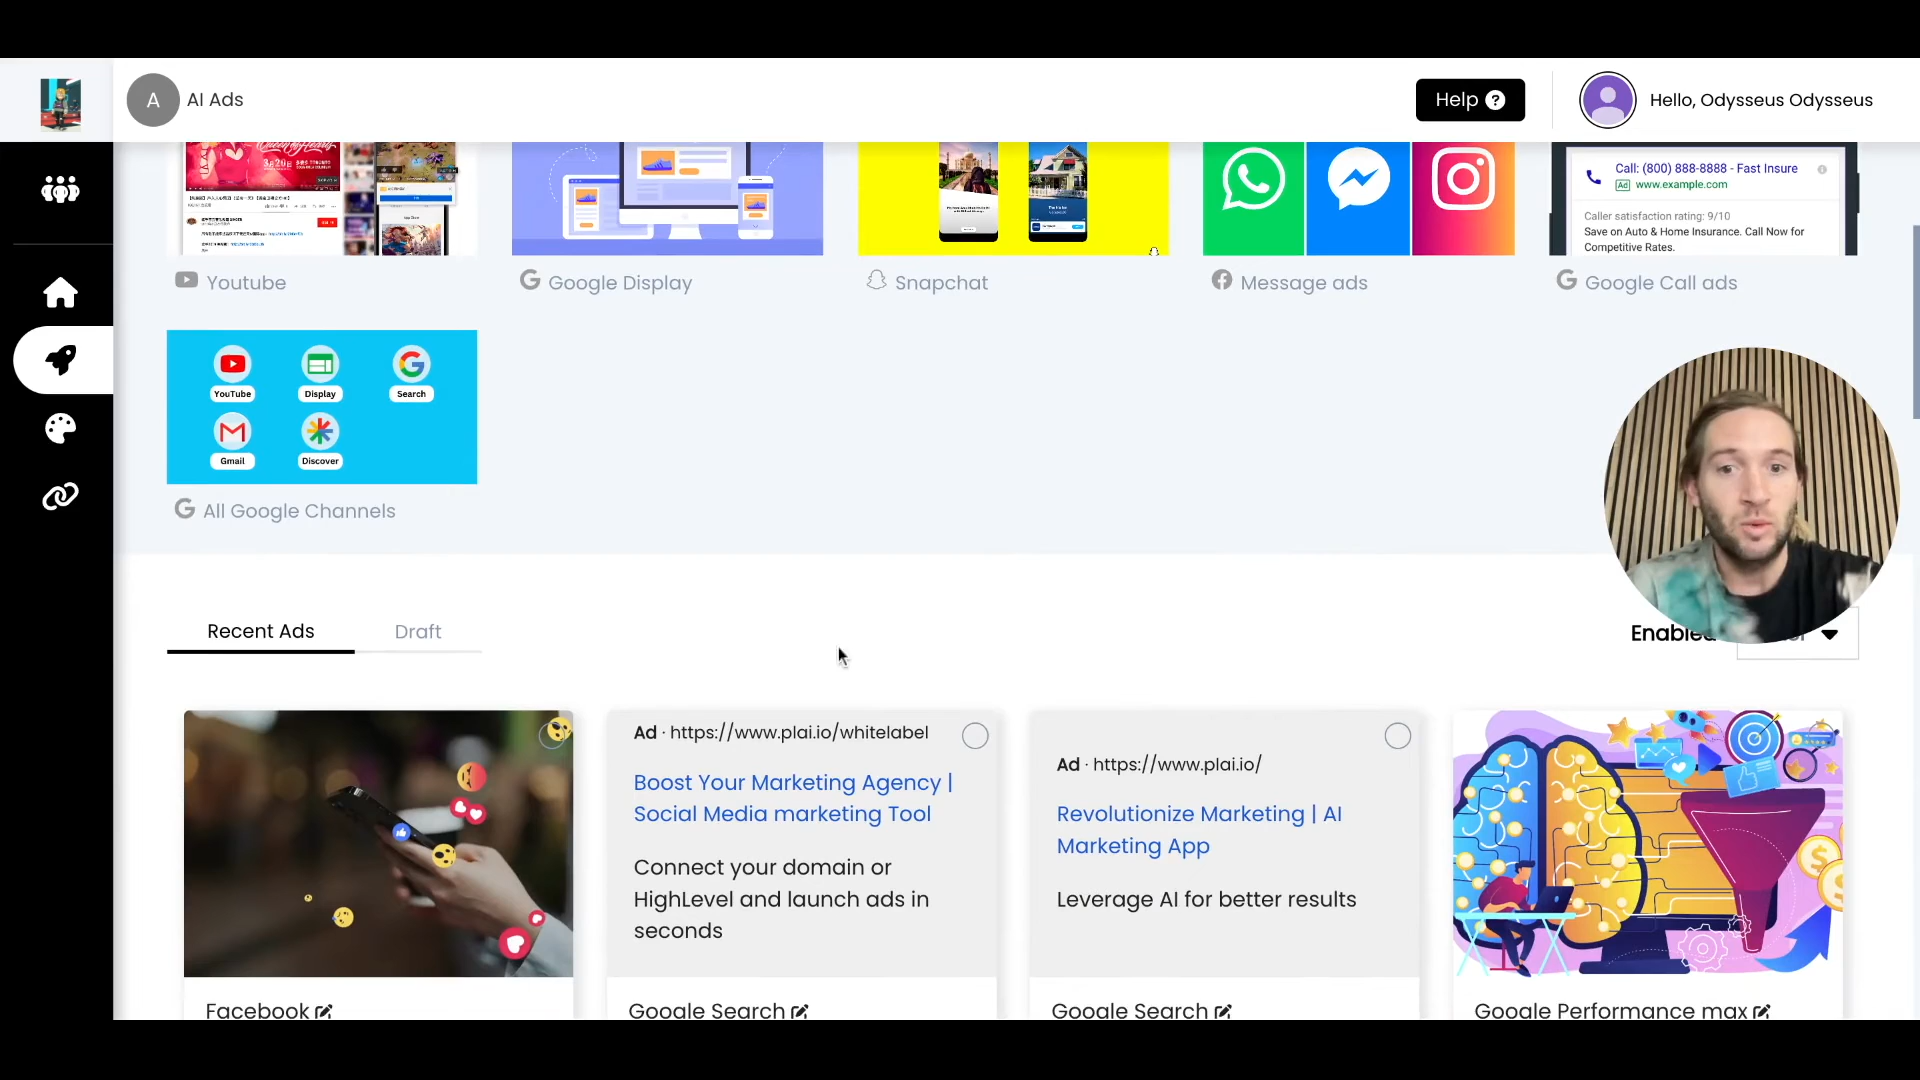 A AI Ads
Help ?
Hello, Odysseus Odysseus
Call: (800) 888-8888 - Fast Insure
Ad www.example.com
Caller satisfaction rating: 9/10
Save on Auto & Home Insurance. Call Now for
Competitive Rates.
Youtube
Google Display
Snapchat
Message ads
Google Call ads
YouTube
Display
Search
Gmail
Discover
All Google Channels
Recent Ads
Draft
Enabled
Ad · https://www.plai.io/whitelabel
Boost Your Marketing Agency |
Social Media marketing Tool
Connect your domain or
HighLevel and launch ads in
seconds
Ad · https://www.plai.io/
Revolutionize Marketing | AI
Marketing App
Leverage AI for better results
Facebook
Google Search
Google Search
Google Performance max